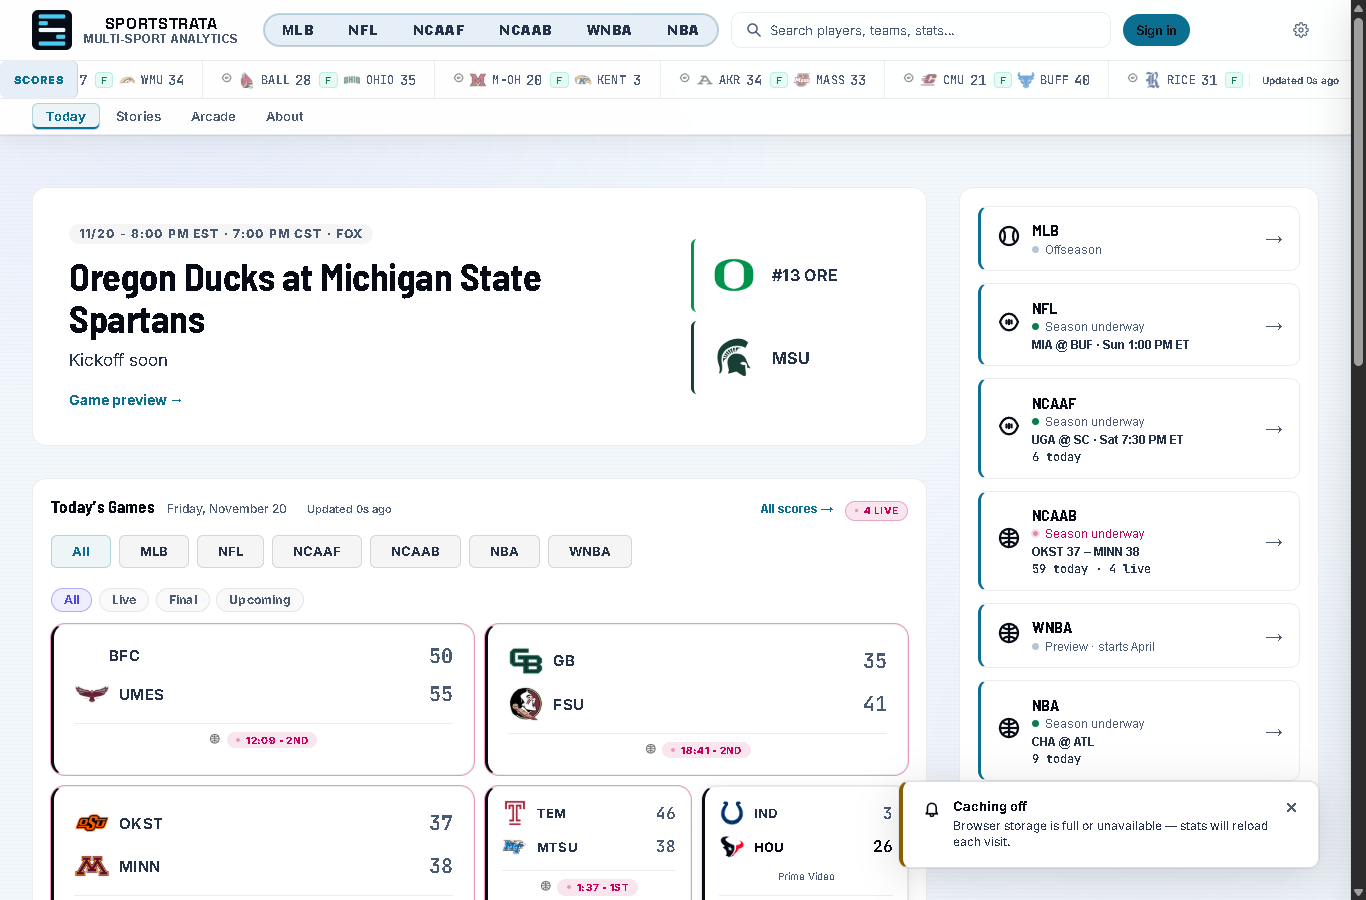 SPORTSTRATA
MULTI-SPORT ANALYTICS
MLB NFL NCAAF NCAAB WNBA NBA
Search players, teams, stats...
Sign in
SCORES
7 F WMU 34 BALL 28 F OHIO 35 M-OH 20 F KENT 3 AKR 34 F MASS 33 CMU 21 F BUFF 40 RICE 31 F Updated 0s ago
Today Stories Arcade About
11/20 - 8:00 PM EST · 7:00 PM CST · FOX
Oregon Ducks at Michigan State
Spartans
Kickoff soon
Game preview →
#13 ORE
MSU
Today's Games Friday, November 20 Updated 0s ago All scores → 4 LIVE
All MLB NFL NCAAF NCAAB NBA WNBA
All Live Final Upcoming
BFC 50
UMES 55
12:09 - 2ND
GB 35
FSU 41
18:41 - 2ND
OKST 37
MINN 38
TEM 46
MTSU 38
1:37 - 1ST
IND 3
HOU 26
Prime Video
MLB
Offseason
→
NFL
Season underway
MIA @ BUF · Sun 1:00 PM ET
→
NCAAF
Season underway
UGA @ SC · Sat 7:30 PM ET
6 today
→
NCAAB
Season underway
OKST 37 – MINN 38
59 today · 4 live
→
WNBA
Preview · starts April
→
NBA
Season underway
CHA @ ATL
9 today
→
Caching off
Browser storage is full or unavailable — stats will reload
each visit.